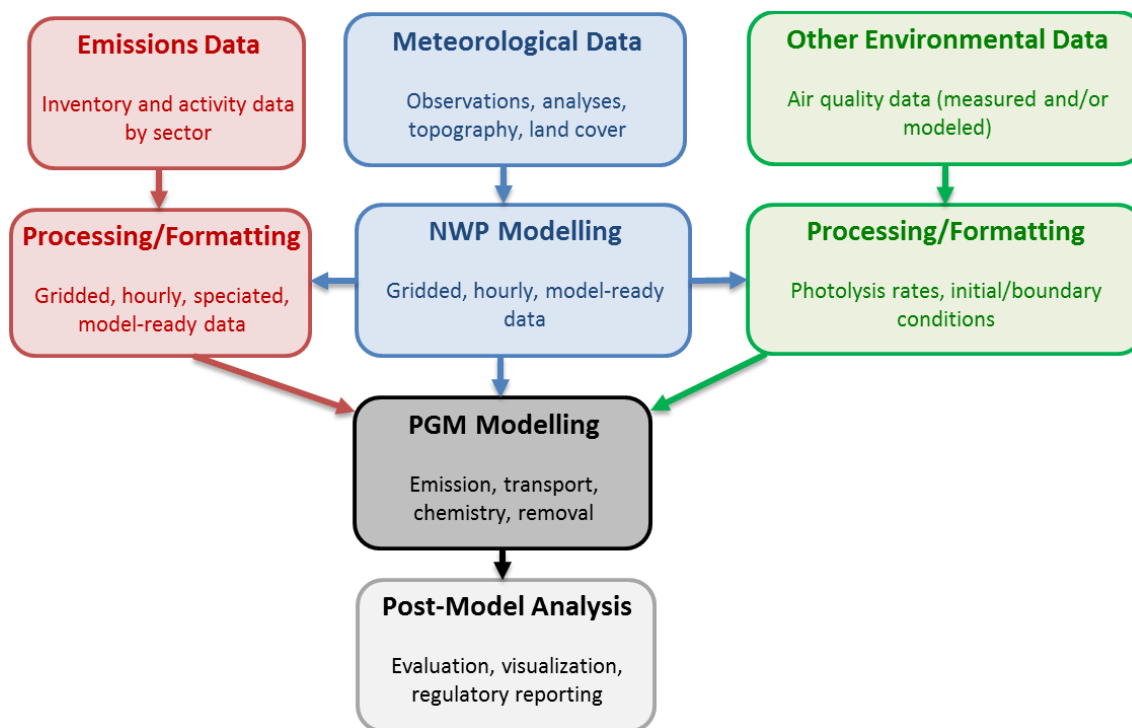 Emissions Data
Inventory and activity data
by sector
Meteorological Data
Observations, analyses,
topography, land cover
Other Environmental Data
Air quality data (measured and/or
modeled)
Processing/Formatting
Gridded, hourly, speciated,
model-ready data
NWP Modelling
Gridded, hourly, model-ready
data
Processing/Formatting
Photolysis rates, initial/boundary
conditions
PGM Modelling
Emission, transport,
chemistry, removal
Post-Model Analysis
Evaluation, visualization,
regulatory reporting